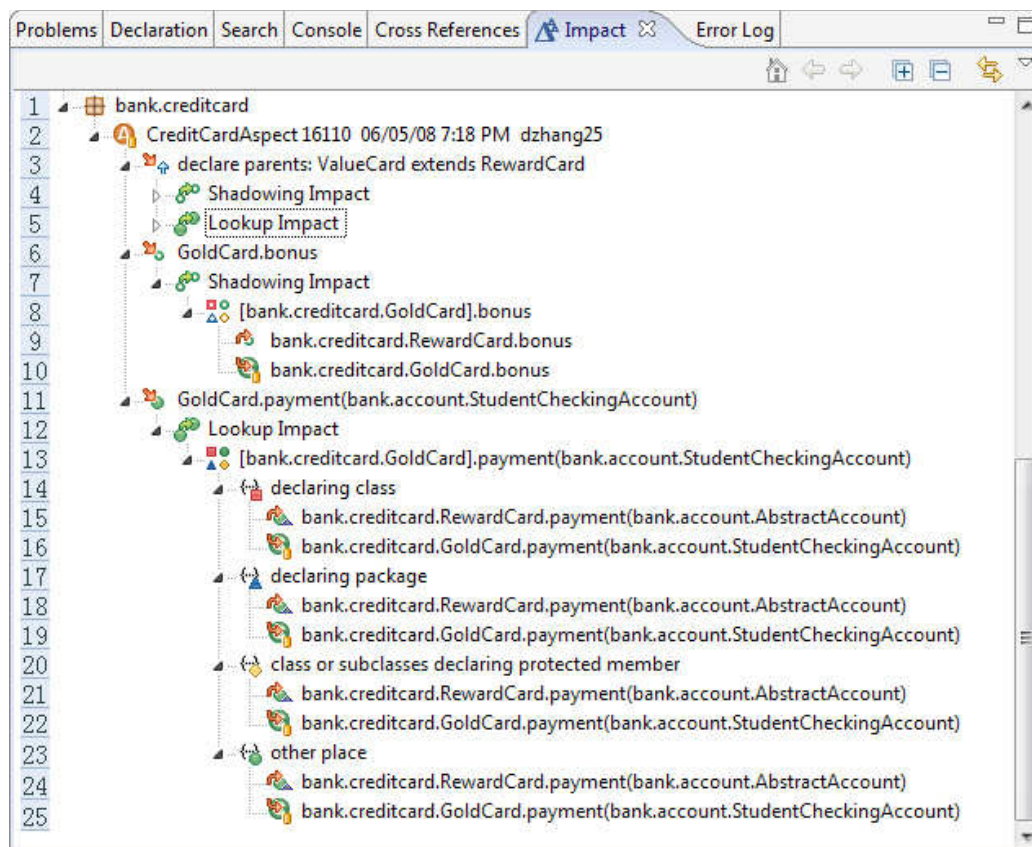 Problems Declaration Search Console Cross References Impact Error Log
1 bank.creditcard
2 CreditCardAspect 16110 06/05/08 7:18 PM dzhang25
3 declare parents: ValueCard extends RewardCard
4 Shadowing Impact
5 Lookup Impact
6 GoldCard.bonus
7 Shadowing Impact
8 [bank.creditcard.GoldCard].bonus
9 bank.creditcard.RewardCard.bonus
10 bank.creditcard.GoldCard.bonus
11 GoldCard.payment(bank.account.StudentCheckingAccount)
12 Lookup Impact
13 [bank.creditcard.GoldCard].payment(bank.account.StudentCheckingAccount)
14 declaring class
15 bank.creditcard.RewardCard.payment(bank.account.AbstractAccount)
16 bank.creditcard.GoldCard.payment(bank.account.StudentCheckingAccount)
17 declaring package
18 bank.creditcard.RewardCard.payment(bank.account.AbstractAccount)
19 bank.creditcard.GoldCard.payment(bank.account.StudentCheckingAccount)
20 class or subclasses declaring protected member
21 bank.creditcard.RewardCard.payment(bank.account.AbstractAccount)
22 bank.creditcard.GoldCard.payment(bank.account.StudentCheckingAccount)
23 other place
24 bank.creditcard.RewardCard.payment(bank.account.AbstractAccount)
25 bank.creditcard.GoldCard.payment(bank.account.StudentCheckingAccount)